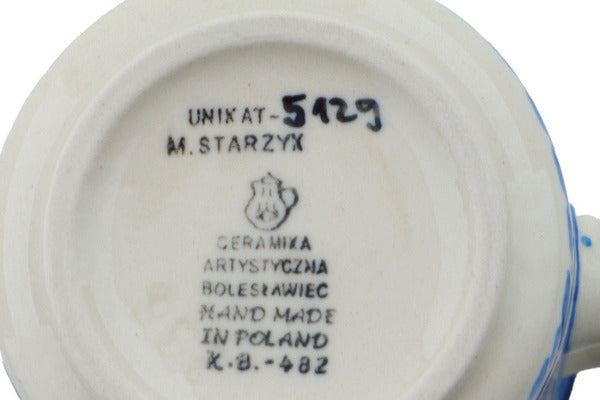 UNIKAT-5129
M. STARZYK
CERAMIKA
ARTYSTYCZNA
BOLESŁAWIEC
HAND MADE
IN POLAND
K.B.-482